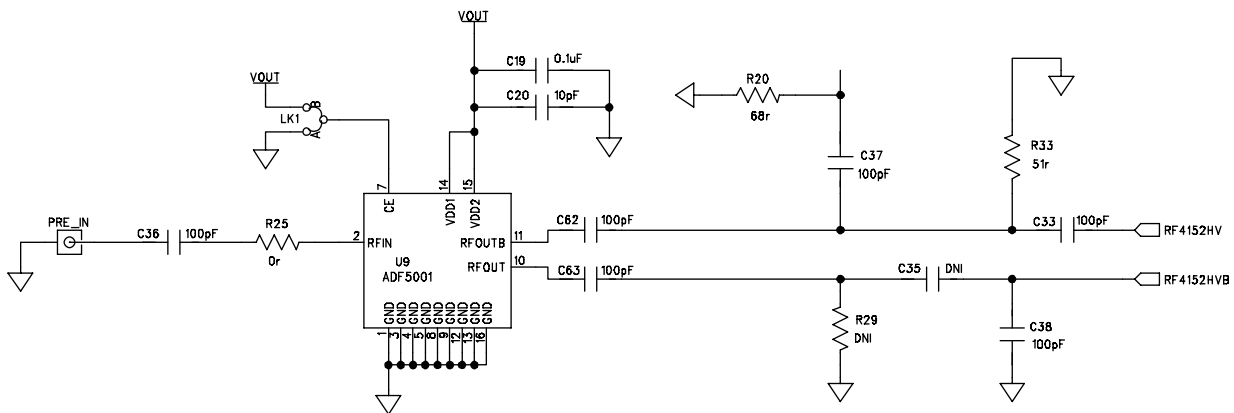 VOUT
C19 0.1uF
C20 10pF
VOUT
B
LK1
A
R20
68r
C37
100pF
R33
51r
7
14
15
CE
VDD1
VDD2
PRE_IN
C36 100pF
R25
0r
2 RFIN
RFOUTB 11
C62 100pF
C33 100pF
RF4152HV
U9
ADF5001
RFOUT 10
C63 100pF
C35 DNI
RF4152HVB
R29
DNI
C38
100pF
GND GND GND GND GND GND GND GND GND
1 3 4 5 8 9 12 13 16